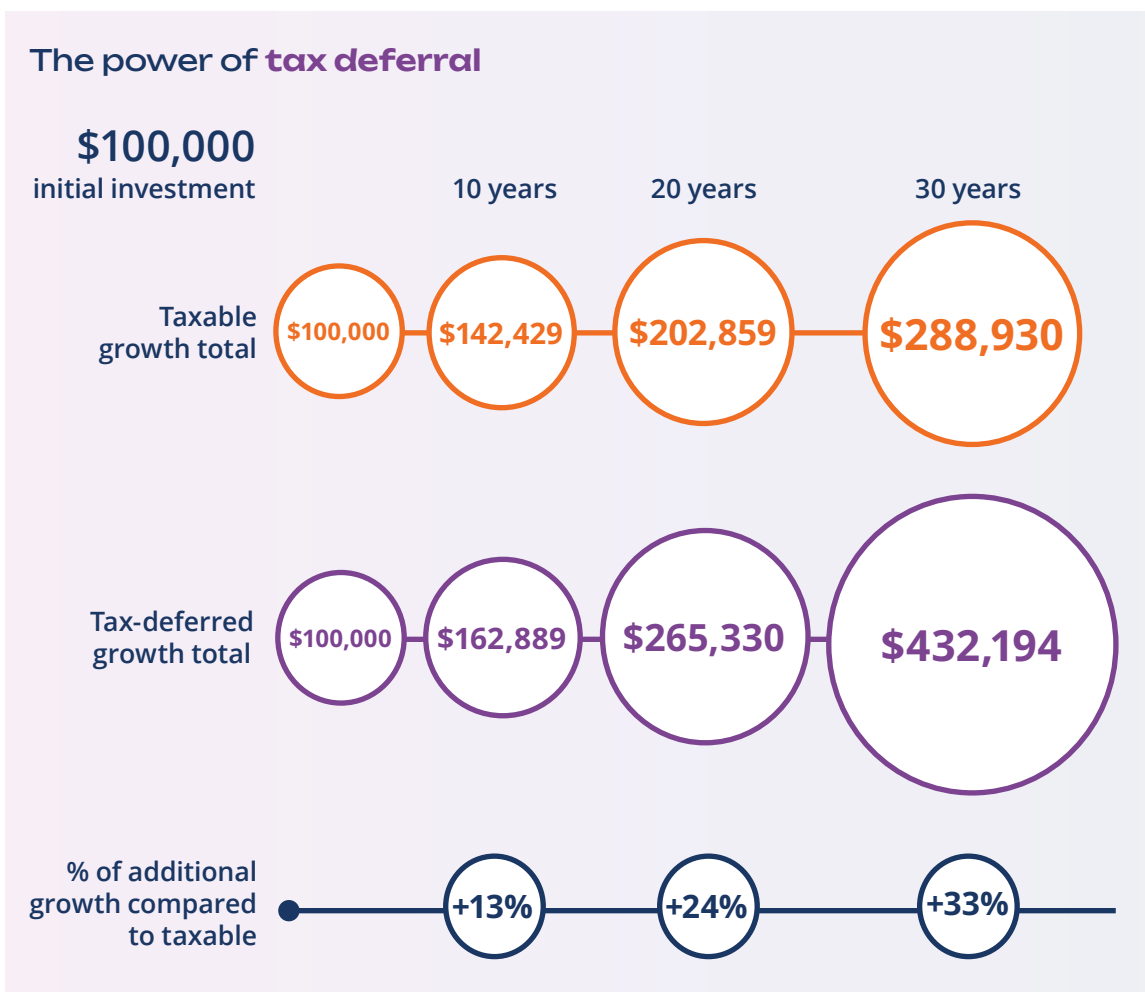 The power of tax deferral
$100,000
initial investment
10 years
20 years
30 years
Taxable
growth total
$100,000
$142,429
$202,859
$288,930
Tax-deferred
growth total
$100,000
$162,889
$265,330
$432,194
% of additional
growth compared
to taxable
+13%
+24%
+33%